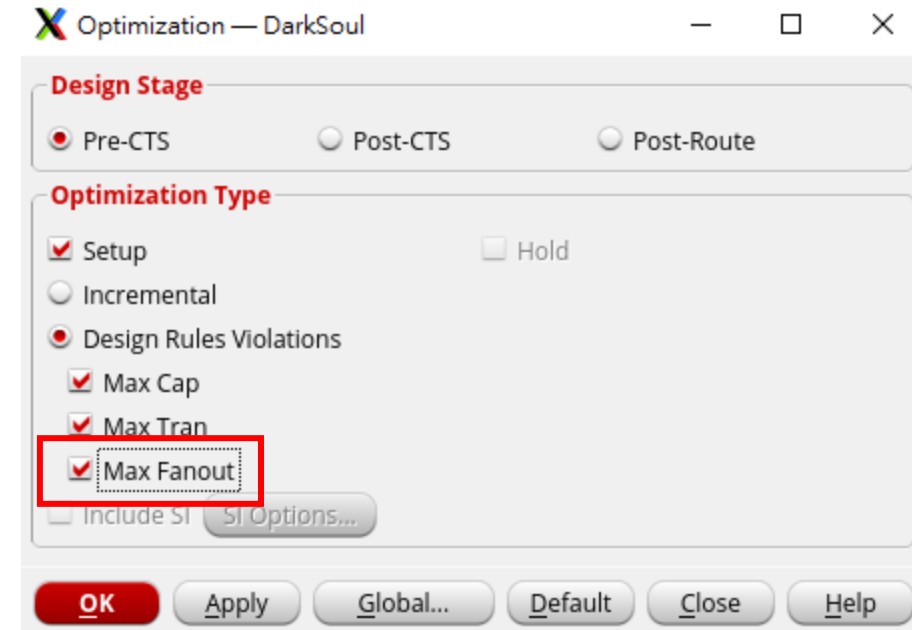 Optimization — DarkSoul
Design Stage
Pre-CTS Post-CTS Post-Route
Optimization Type
Setup Hold
Incremental
Design Rules Violations
Max Cap
Max Tran
Max Fanout
Include SI SI Options...
OK Apply Global... Default Close Help